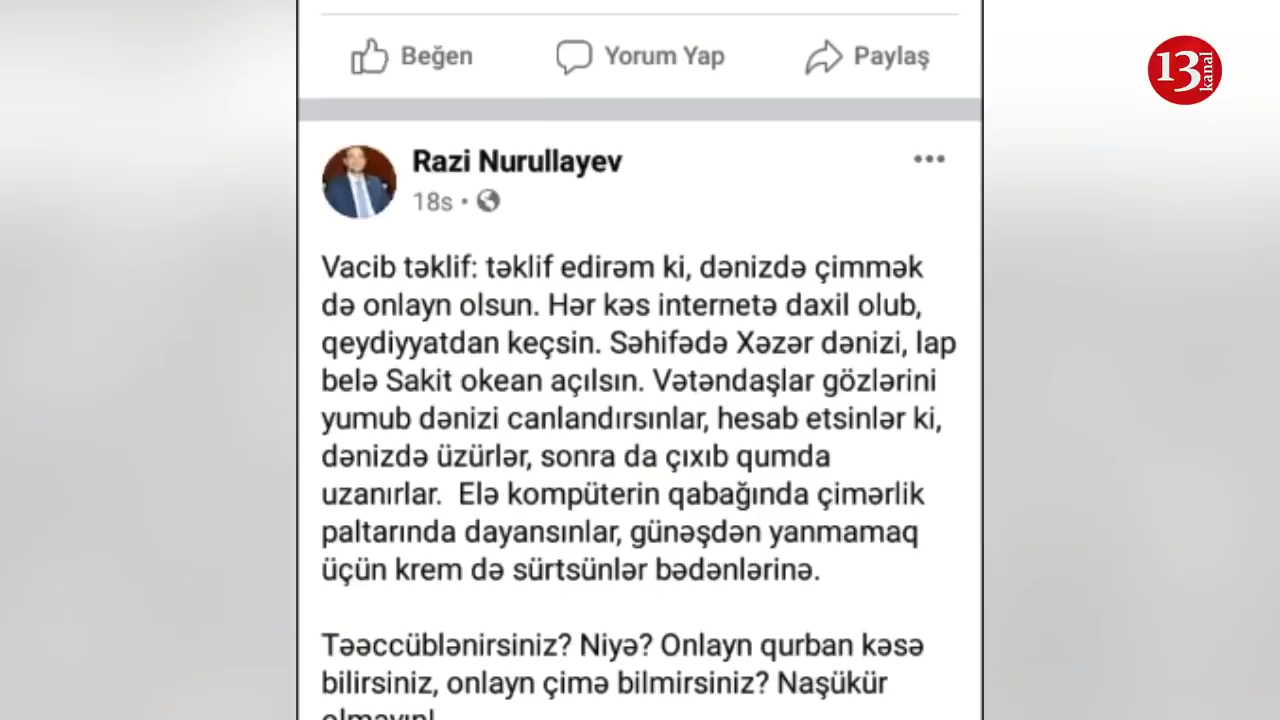 Beğen Yorum Yap Paylaş
13 kanal
Razi Nurullayev
18s •
Vacib təklif: təklif edirəm ki, dənizdə çimmək
də onlayn olsun. Hər kəs internetə daxil olub,
qeydiyyatdan keçsin. Səhifədə Xəzər dənizi, lap
belə Sakit okean açılsın. Vətəndaşlar gözlərini
yumub dənizi canlandırsınlar, hesab etsinlər ki,
dənizdə üzürlər, sonra da çıxıb qumda
uzanırlar. Elə kompüterin qabağında çimərlik
paltarında dayansınlar, günəşdən yanmamaq
üçün krem də sürtsünlər bədənlərinə.
Təəccüblənirsiniz? Niyə? Onlayn qurban kəsə
bilirsiniz, onlayn çimə bilmirsiniz? Naşükür